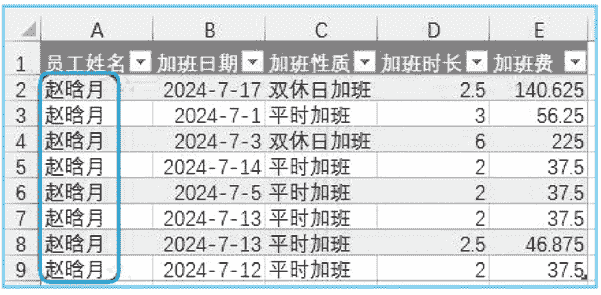 A B C D E
1 员工姓名 加班日期 加班性质 加班时长 加班费
2 赵晗月 2024-7-17 双休日加班 2.5 140.625
3 赵晗月 2024-7-1 平时加班 3 56.25
4 赵晗月 2024-7-3 双休日加班 6 225
5 赵晗月 2024-7-14 平时加班 2 37.5
6 赵晗月 2024-7-5 平时加班 2 37.5
7 赵晗月 2024-7-13 平时加班 2 37.5
8 赵晗月 2024-7-13 平时加班 2.5 46.875
9 赵晗月 2024-7-12 平时加班 2 37.5